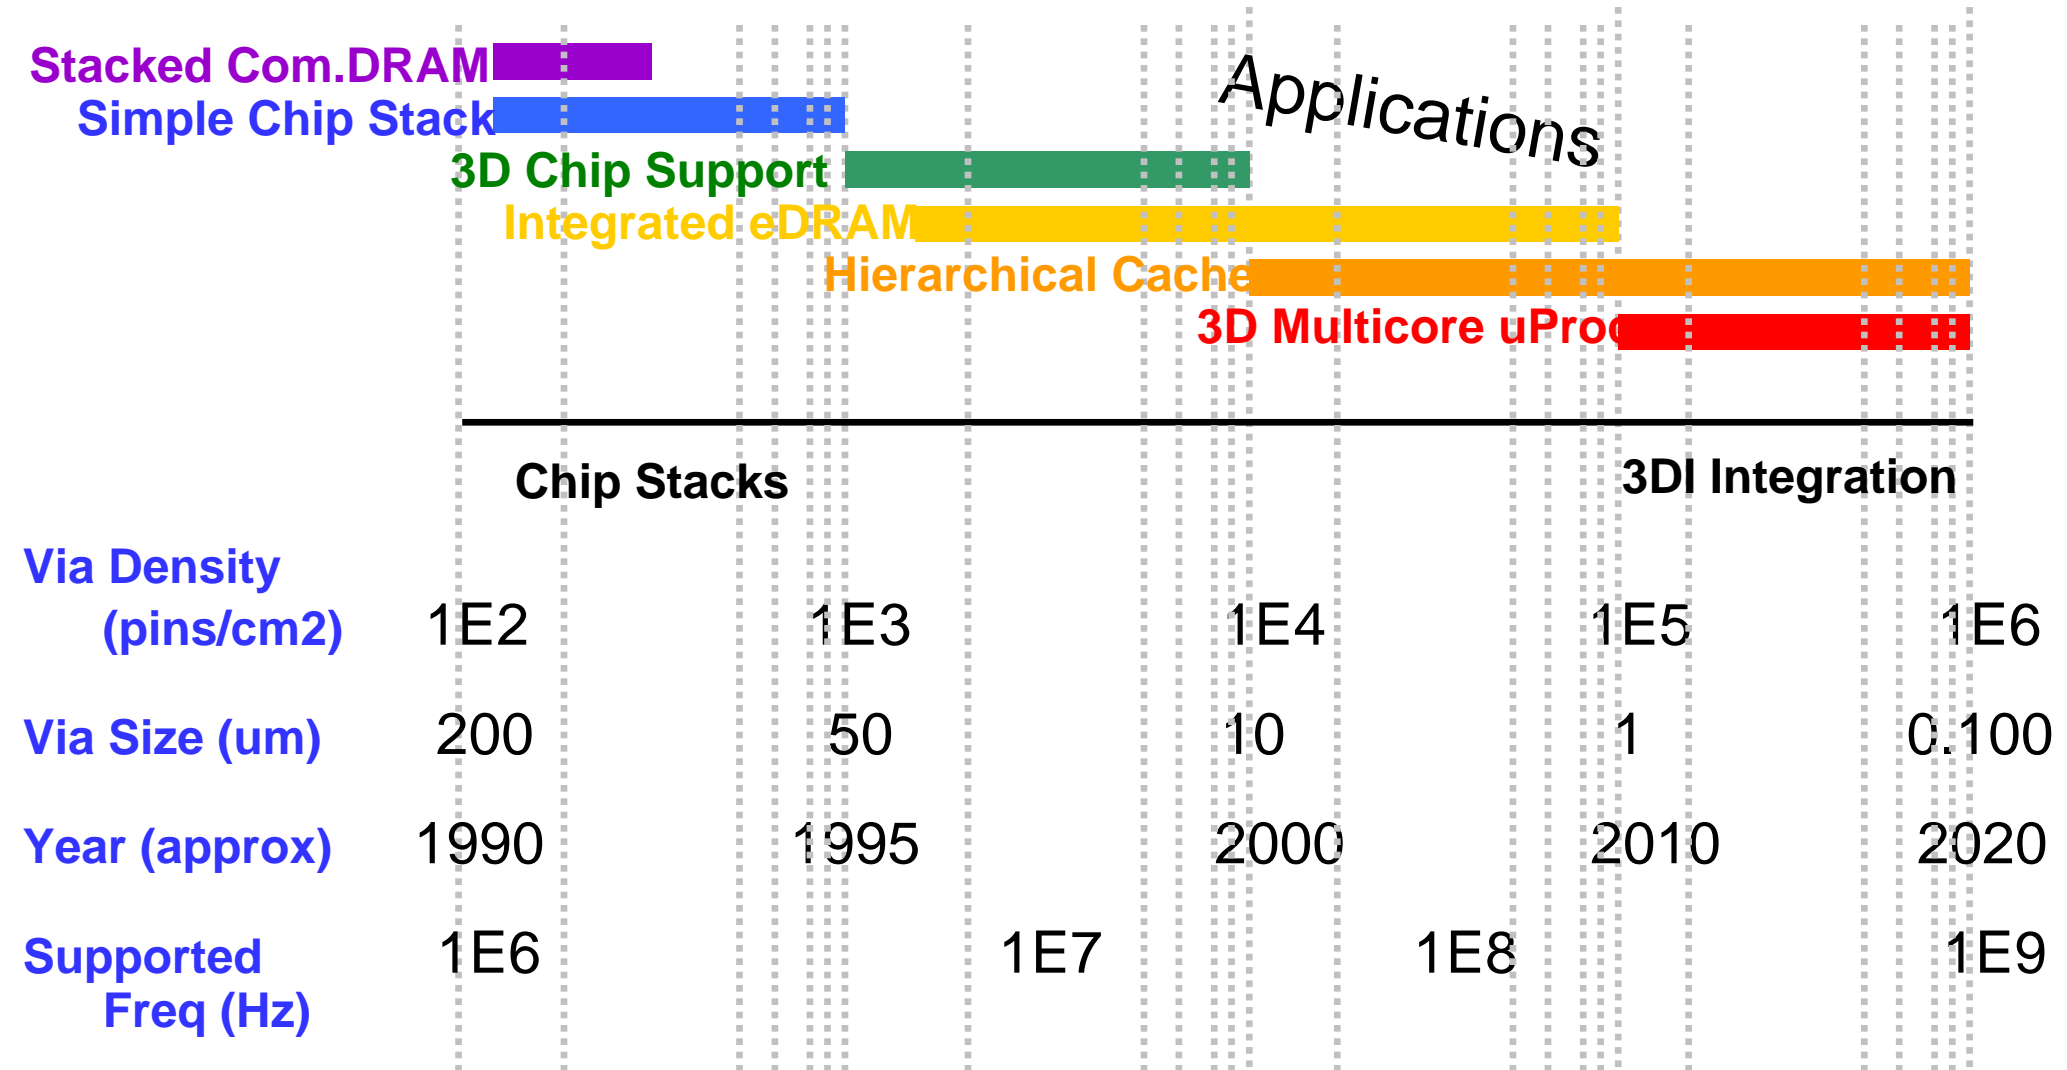 Stacked Com.DRAM
Applications
Simple Chip Stack
3D Chip Support
Integrated eDRAM
Hierarchical Cache
3D Multicore uProc
Chip Stacks
3DI Integration
Via Density
(pins/cm2)
1E2 1E3 1E4 1E5 1E6
Via Size (um) 200 50 10 1 0.100
Year (approx) 1990 1995 2000 2010 2020
Supported
1E6 1E7 1E8 1E9
Freq (Hz)